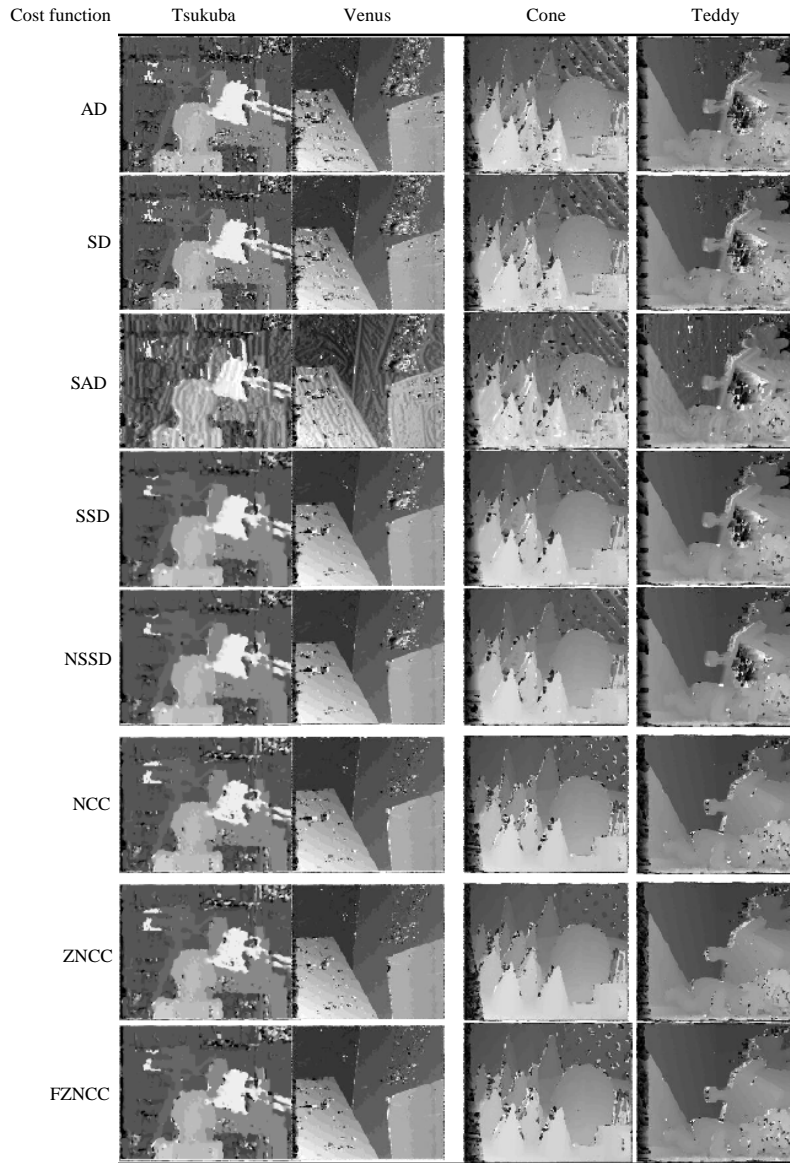 Cost function Tsukuba Venus Cone Teddy
AD
SD
SAD
SSD
NSSD
NCC
ZNCC
FZNCC